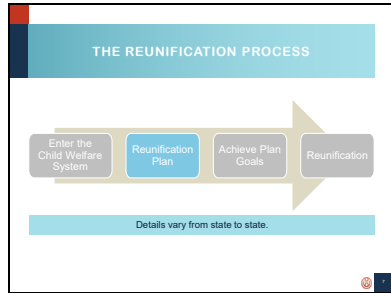 THE REUNIFICATION PROCESS
Enter the
Child Welfare
System
Reunification
Plan
Achieve Plan
Goals
Reunification
Details vary from state to state.